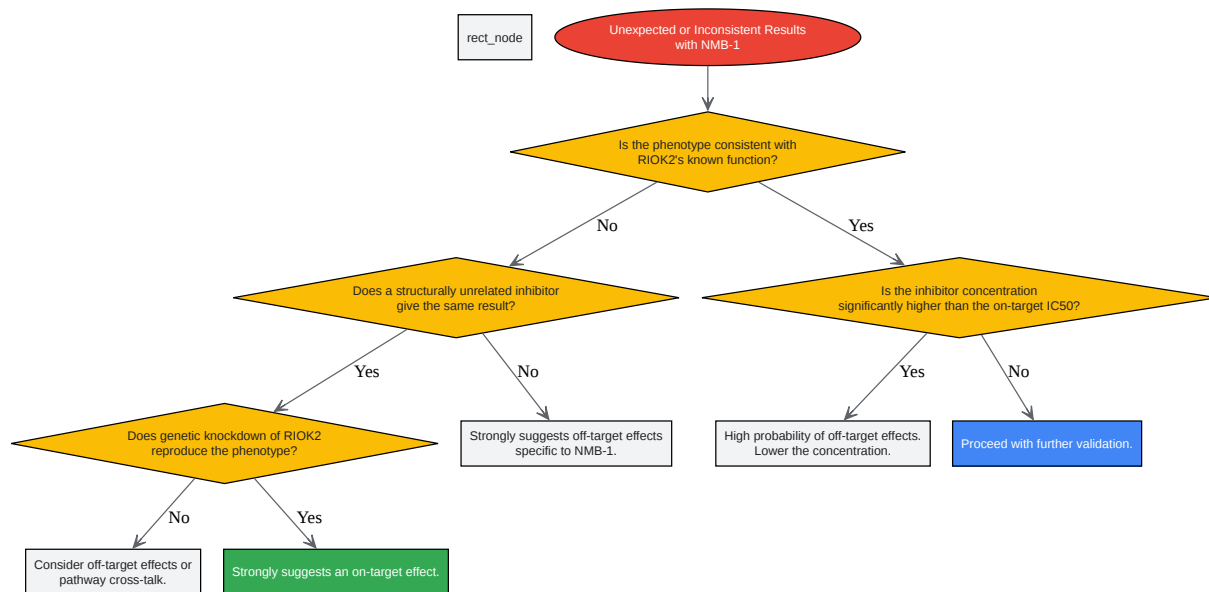 rect_node
Unexpected or Inconsistent Results
with NMB-1
Is the phenotype consistent with
RIOK2's known function?
No
Yes
Does a structurally unrelated inhibitor
give the same result?
Is the inhibitor concentration
significantly higher than the on-target IC50?
Yes
No
Yes
No
Does genetic knockdown of RIOK2
reproduce the phenotype?
Strongly suggests off-target effects
specific to NMB-1.
High probability of off-target effects.
Lower the concentration.
Proceed with further validation.
No
Yes
Consider off-target effects or
pathway cross-talk.
Strongly suggests an on-target effect.